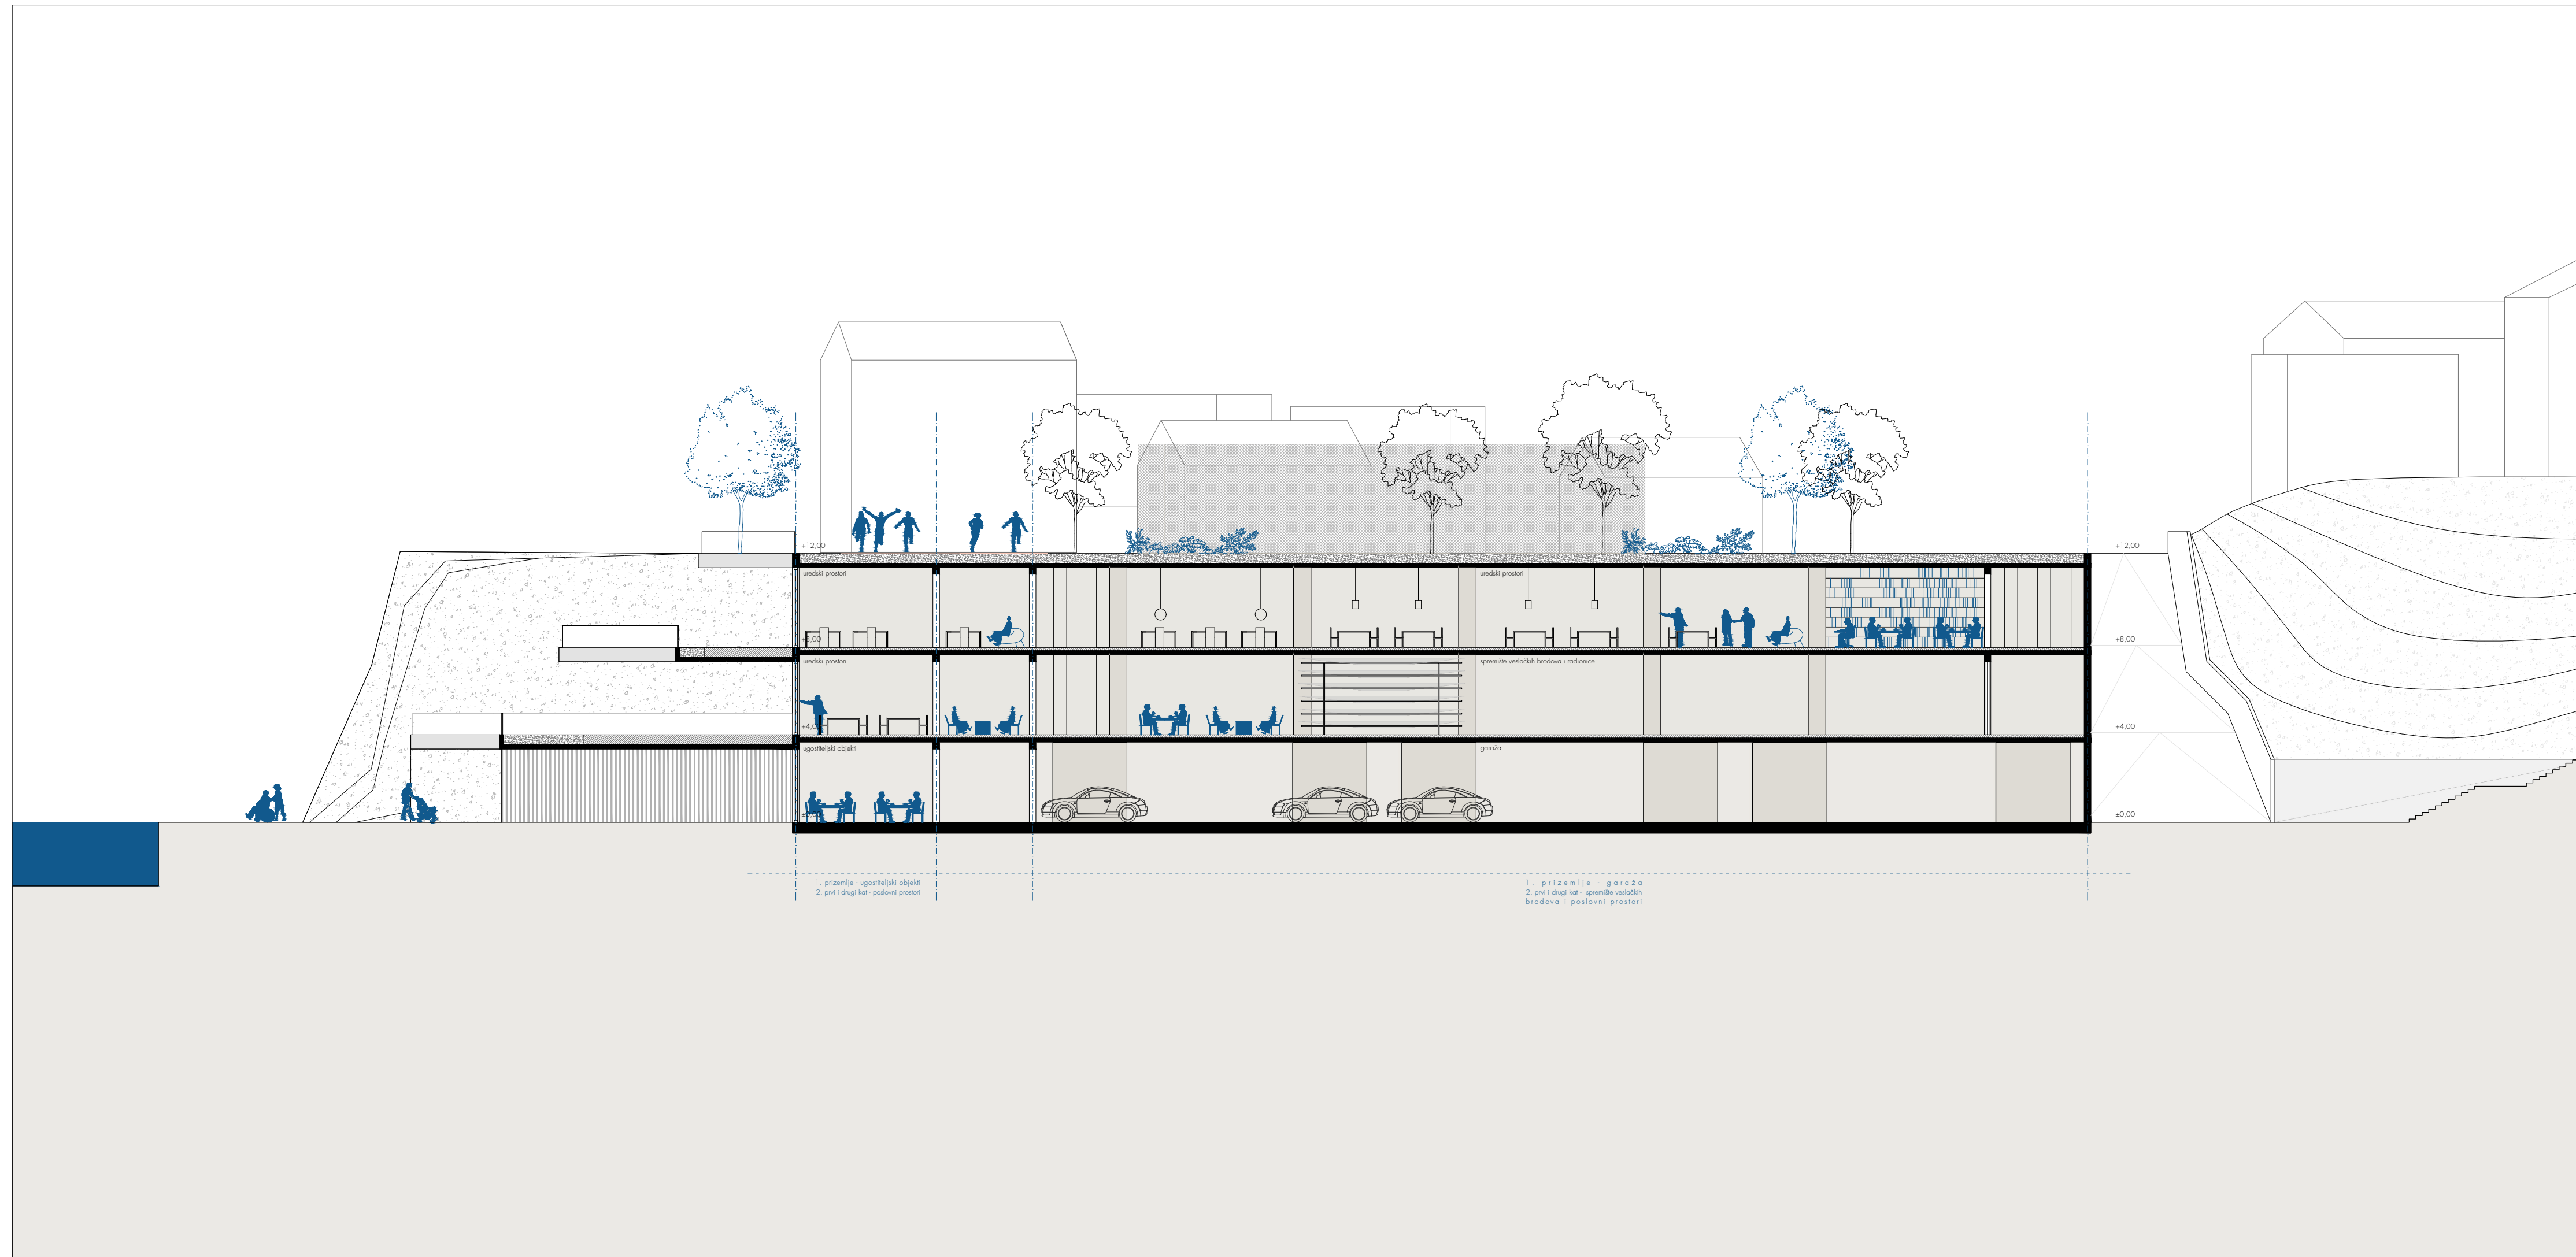 +12,00
+12,00
uredski prostori
uredski prostori
+8,00
+8,00
uredski prostori
spremište veslačkih brodova i radionice
+4,00
+4,00
ugostiteljski objekti
garaža
±0,00
1. prizemlje - ugostiteljski objekti
2. prvi i drugi kat - poslovni prostori
1. prizemlje - garaža
2. prvi i drugi kat - spremište veslačkih
brodova i poslovni prostori